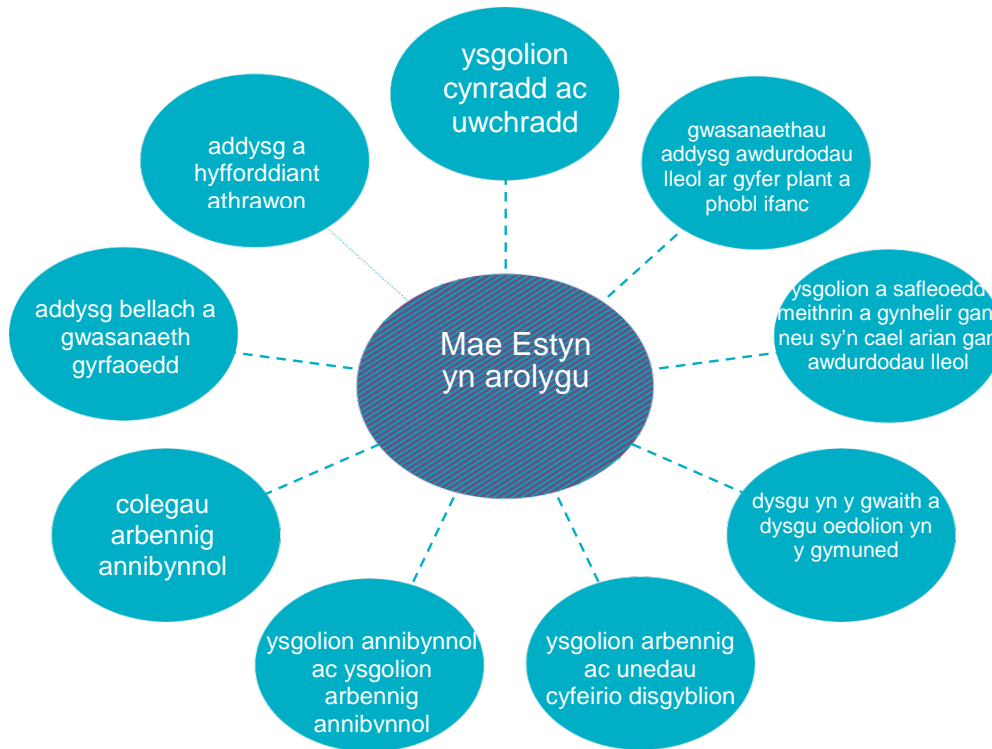 ysgolion
cynradd ac
uwchradd
gwasanaethau
addysg awdurdodau
lleol ar gyfer plant a
phobl ifanc
ysgolion a safleoedd
meithrin a gynhelir gan
neu sy'n cael arian gan
awdurdodau lleol
dysgu yn y gwaith a
dysgu oedolion yn
y gymuned
ysgolion arbennig
ac unedau
cyfeirio disgyblion
ysgolion annibynnol
ac ysgolion
arbennig
annibynnol
colegau
arbennig
annibynnol
addysg bellach a
gwasanaeth
gyrfaoedd
addysg a
hyfforddiant
athrawon
Mae Estyn
yn arolygu